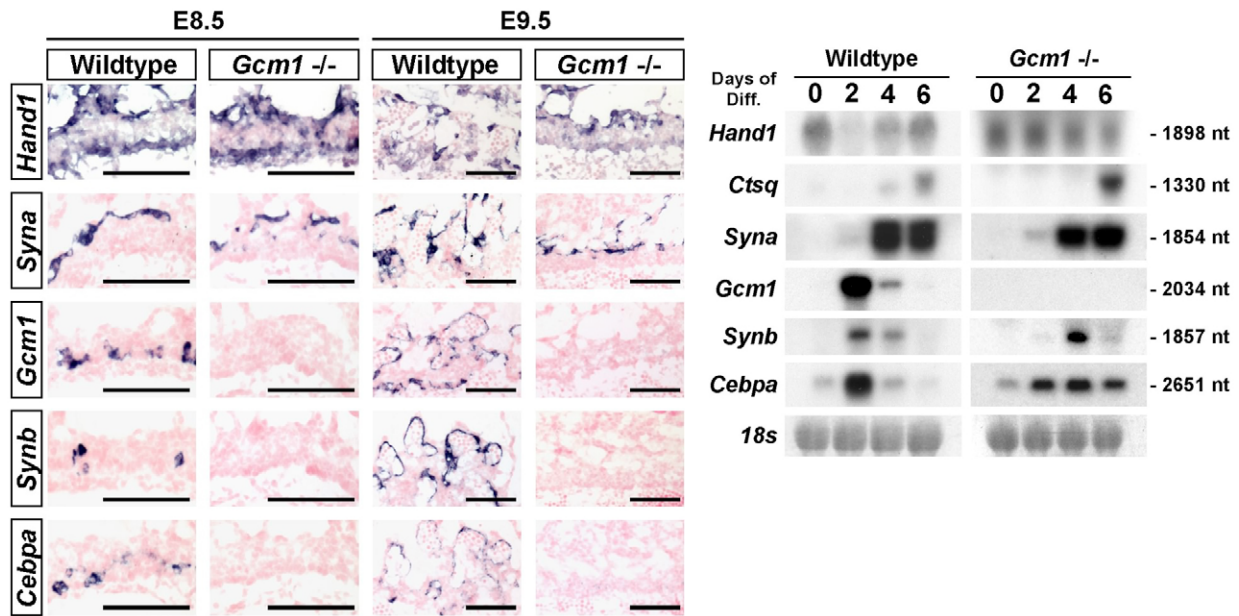 E8.5 E9.5
Wildtype Gcm1 -/- Wildtype Gcm1 -/-
Hand1
Syna
Gcm1
Synb
Cebpa
Wildtype Gcm1 -/-
Days of
Diff.
0 2 4 6 0 2 4 6
Hand1 - 1898 nt
Ctsq - 1330 nt
Syna - 1854 nt
Gcm1 - 2034 nt
Synb - 1857 nt
Cebpa - 2651 nt
18s